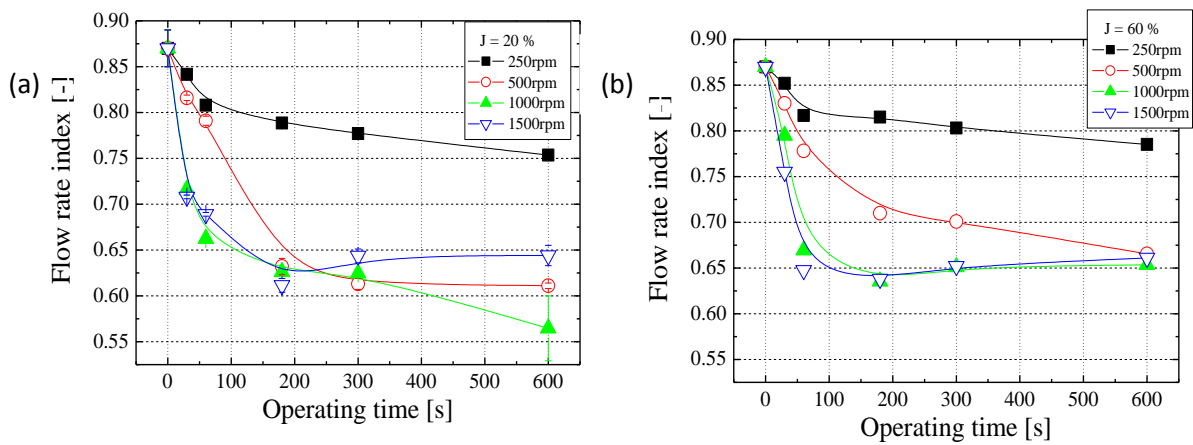 (a)
Flow rate index [-]
0.90
0.85
0.80
0.75
0.70
0.65
0.60
0.55
J = 20 %
250rpm
500rpm
1000rpm
1500rpm
0 100 200 300 400 500 600
Operating time [s]
(b)
Flow rate index [-]
0.90
0.85
0.80
0.75
0.70
0.65
0.60
0.55
J = 60 %
250rpm
500rpm
1000rpm
1500rpm
0 100 200 300 400 500 600
Operating time [s]